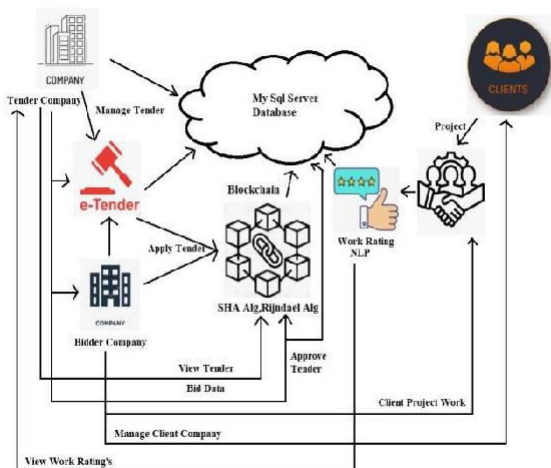 COMPANY
Tender Company
Manage Tender
My Sql Server
Database
CLIENTS
Project
e-Tender
Blockchain
Apply Tender
Work Rating
NLP
COMPANY
Bidder Company
SHA Alg,Rijndael Alg
View Tender
Bid Data
Approve
Tender
Client Project Work
Manage Client Company
View Work Rating's